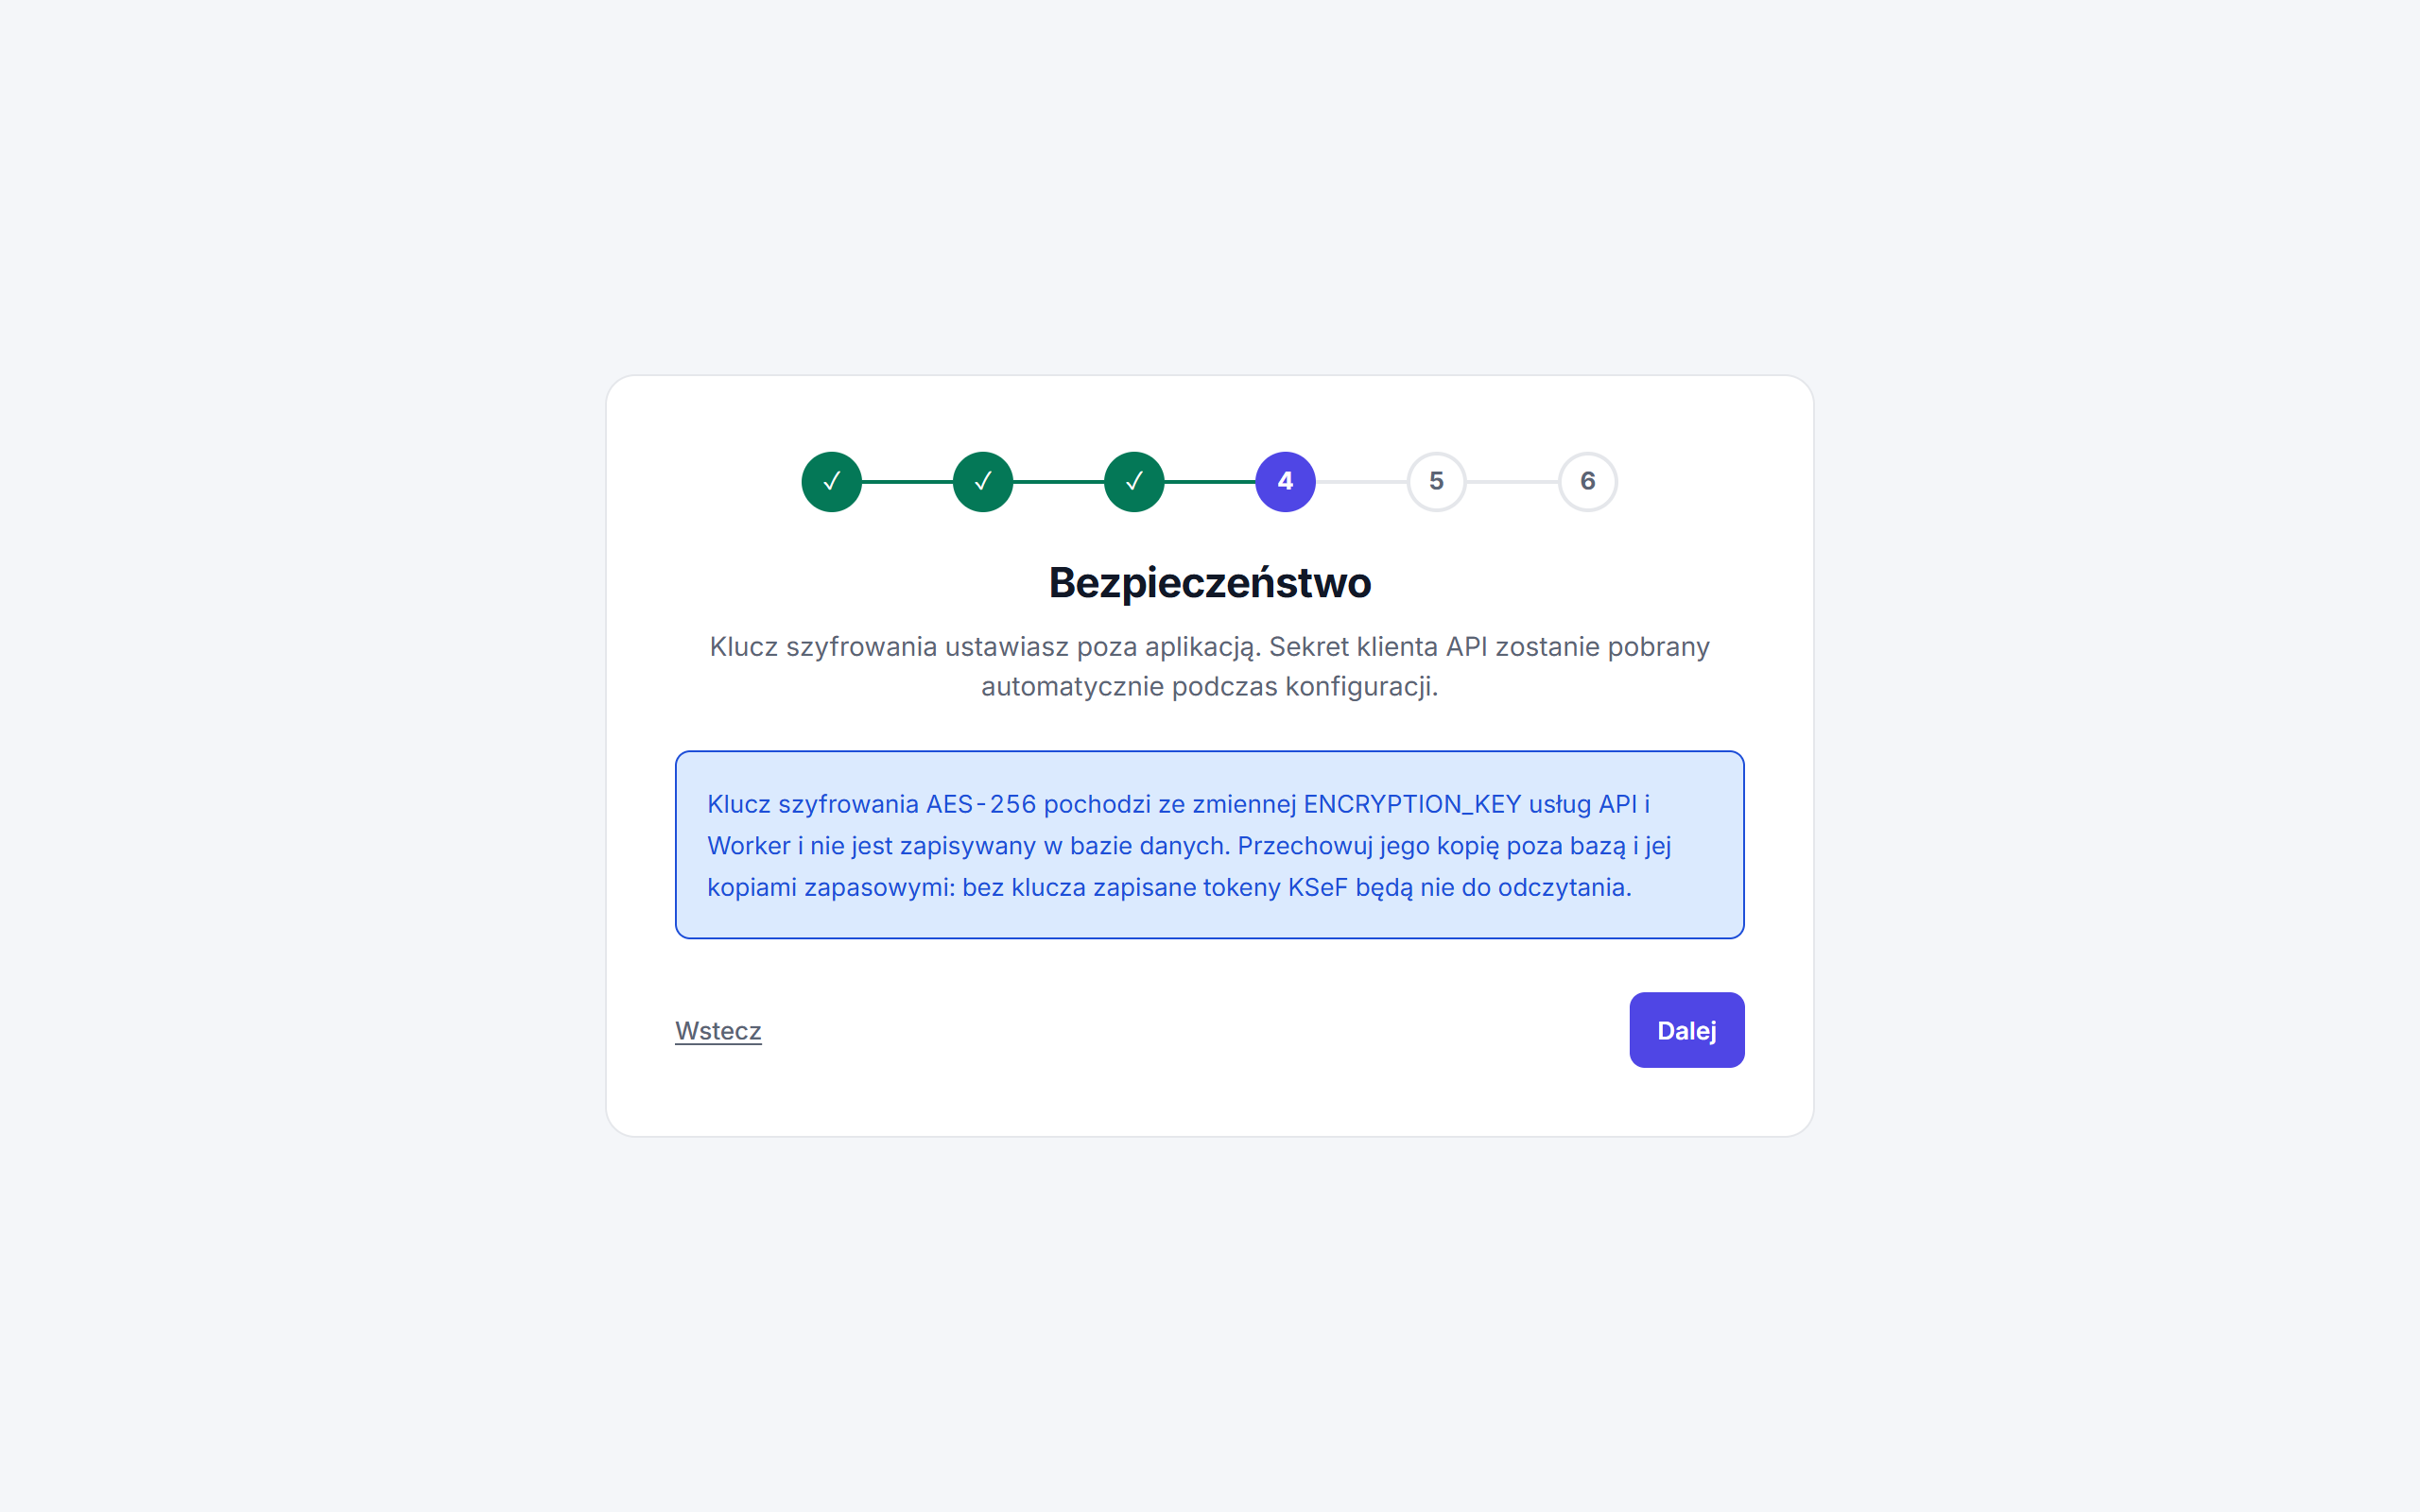 ✓ ✓ ✓ 4 5 6
Bezpieczeństwo
Klucz szyfrowania ustawiasz poza aplikacją. Sekret klienta API zostanie pobrany
automatycznie podczas konfiguracji.
Klucz szyfrowania AES-256 pochodzi ze zmiennej ENCRYPTION_KEY usług API i
Worker i nie jest zapisywany w bazie danych. Przechowuj jego kopię poza bazą i jej
kopiami zapasowymi: bez klucza zapisane tokeny KSeF będą nie do odczytania.
Wstecz Dalej